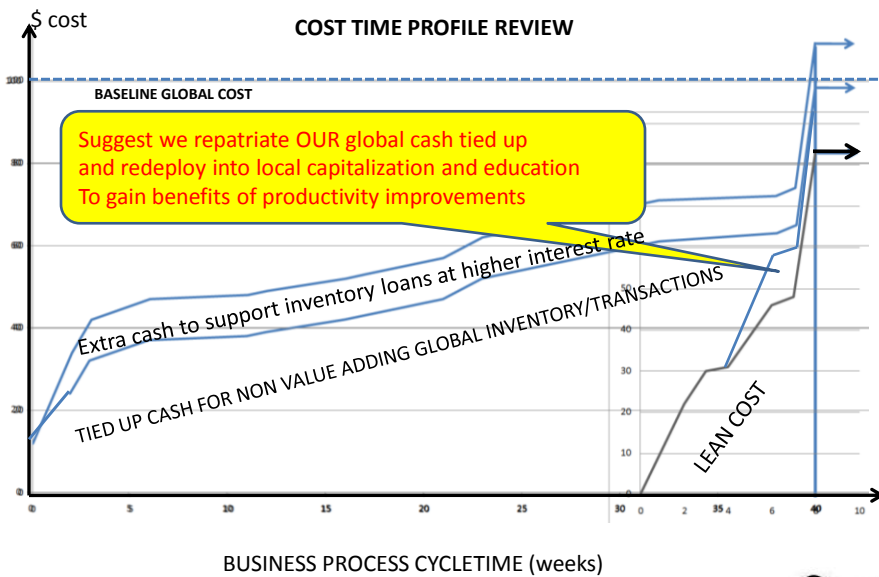 $ cost
COST TIME PROFILE REVIEW
100
BASELINE GLOBAL COST
Suggest we repatriate OUR global cash tied up
and redeploy into local capitalization and education
To gain benefits of productivity improvements
80
60
40
20
0
Extra cash to support inventory loans at higher interest rate
TIED UP CASH FOR NON VALUE ADDING GLOBAL INVENTORY/TRANSACTIONS
50
40
30
20
10
0
LEAN COST
0 5 10 15 20 25 30 35 40
0 2 4 6 8 10
BUSINESS PROCESS CYCLETIME (weeks)